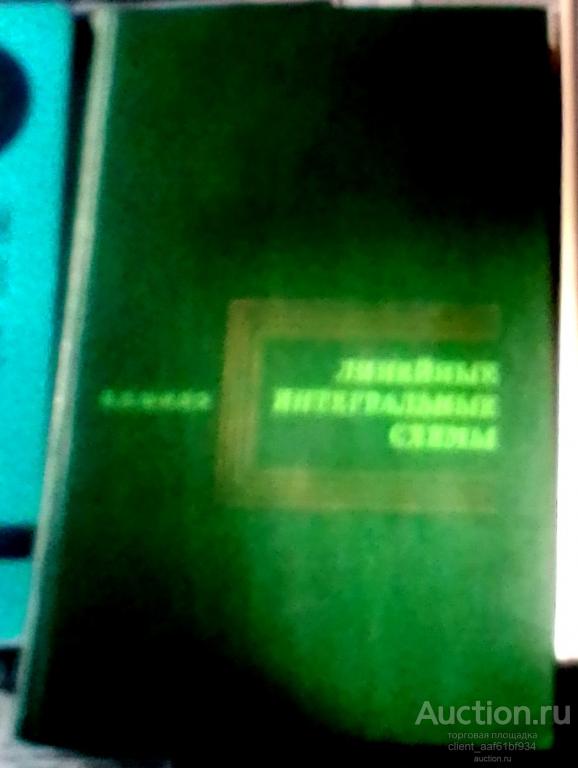 ЛИНЕЙНЫЕ
ИНТЕГРАЛЬНЫЕ
СХЕМЫ
Auction.ru
торговая площадка
client_aaf61bf934
auction.ru